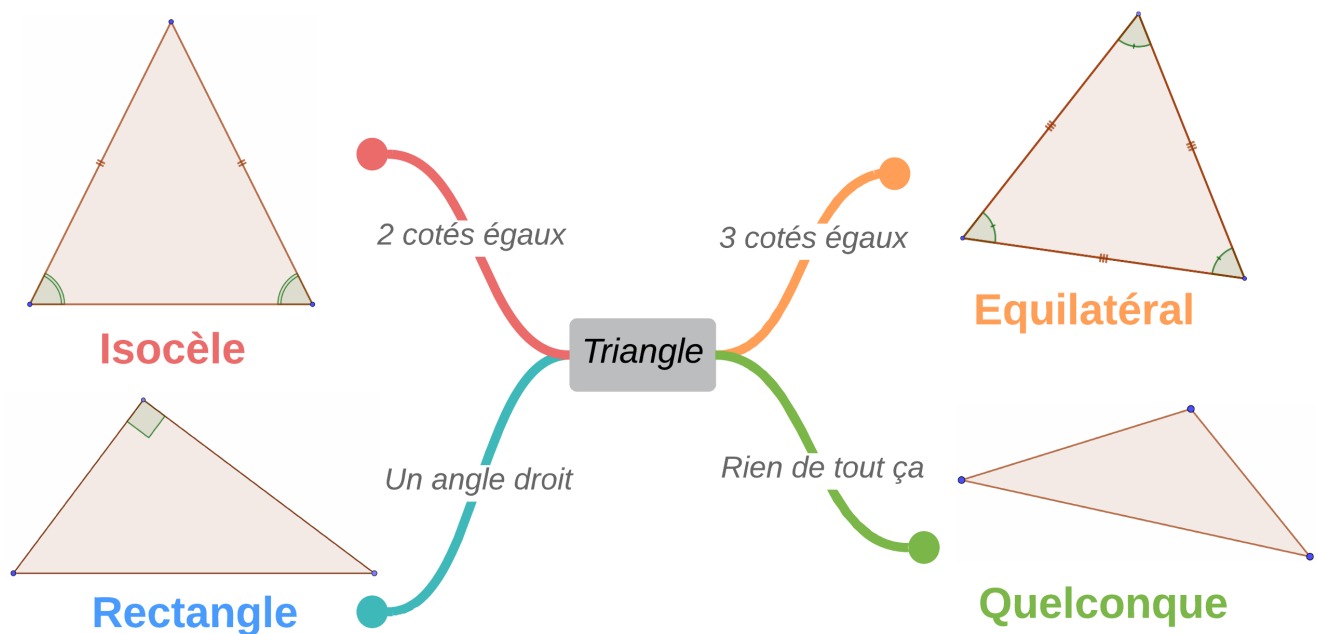 2 cotés égaux
3 cotés égaux
Equilatéral
Isocèle
Triangle
Un angle droit
Rien de tout ça
Rectangle
Quelconque